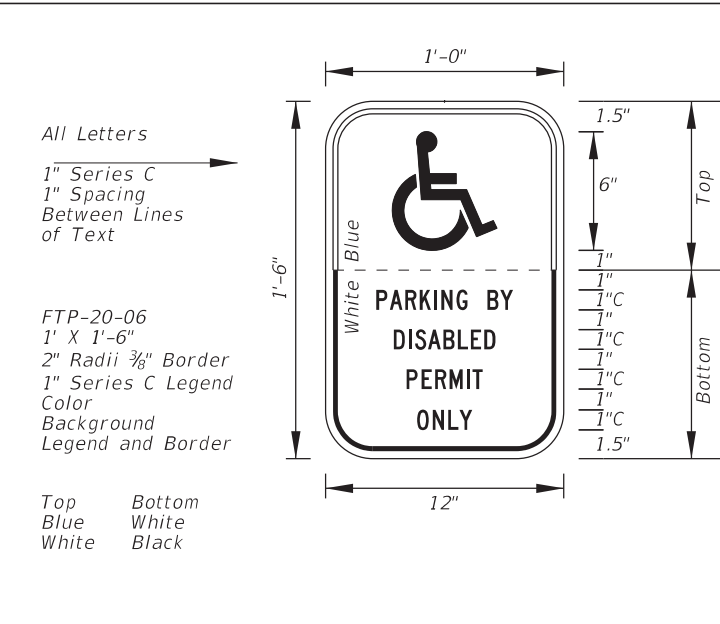 1'-0"
All Letters
1" Series C
1" Spacing
Between Lines
of Text
FTP-20-06
1' X 1'-6"
2" Radii 3/8" Border
1" Series C Legend
Color
Background
Legend and Border
Top Bottom
Blue White
White Black
1'-6"
Blue
White
PARKING BY
DISABLED
PERMIT
ONLY
12"
1.5"
6"
1"
1"
1"C
1"
1"C
1"
1"C
1"
1"C
1.5"
Top
Bottom